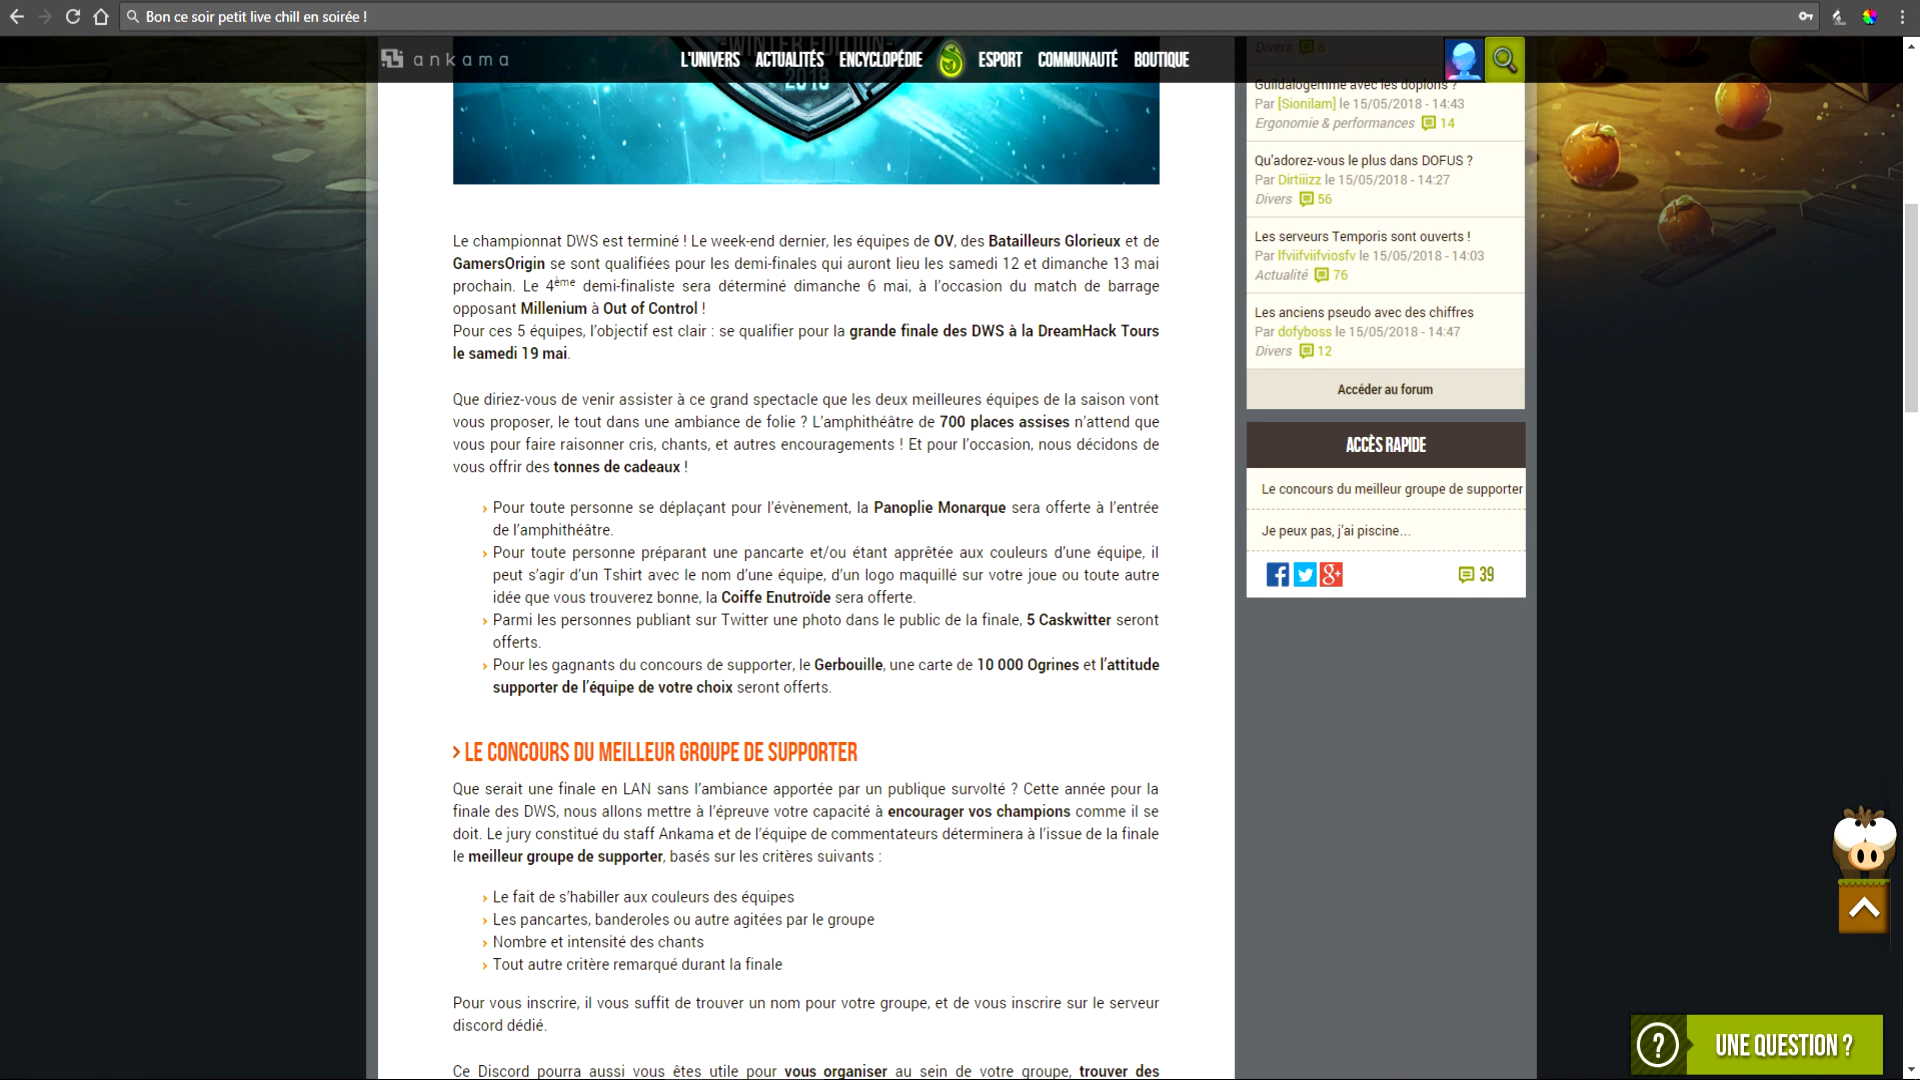 Bon ce soir petit live chill en soirée !
ankama
L'UNIVERS
ACTUALITÉS
ENCYCLOPÉDIE
ESPORT
COMMUNAUTÉ
BOUTIQUE
-WINTER EDITION-
2018
Le championnat DWS est terminé ! Le week-end dernier, les équipes de OV, des Batailleurs Glorieux et de
GamersOrigin se sont qualifiées pour les demi-finales qui auront lieu les samedi 12 et dimanche 13 mai
prochain. Le 4ème demi-finaliste sera déterminé dimanche 6 mai, à l'occasion du match de barrage
opposant Millenium à Out of Control !
Pour ces 5 équipes, l'objectif est clair : se qualifier pour la grande finale des DWS à la DreamHack Tours
le samedi 19 mai.
Que diriez-vous de venir assister à ce grand spectacle que les deux meilleures équipes de la saison vont
vous proposer, le tout dans une ambiance de folie ? L'amphithéâtre de 700 places assises n'attend que
vous pour faire raisonner cris, chants, et autres encouragements ! Et pour l'occasion, nous décidons de
vous offrir des tonnes de cadeaux !
› Pour toute personne se déplaçant pour l'évènement, la Panoplie Monarque sera offerte à l'entrée
de l'amphithéâtre.
› Pour toute personne préparant une pancarte et/ou étant apprêtée aux couleurs d'une équipe, il
peut s'agir d'un Tshirt avec le nom d'une équipe, d'un logo maquillé sur votre joue ou toute autre
idée que vous trouverez bonne, la Coiffe Enutroïde sera offerte.
› Parmi les personnes publiant sur Twitter une photo dans le public de la finale, 5 Caskwitter seront
offerts.
› Pour les gagnants du concours de supporter, le Gerbouille, une carte de 10 000 Ogrines et l'attitude
supporter de l'équipe de votre choix seront offerts.
› LE CONCOURS DU MEILLEUR GROUPE DE SUPPORTER
Que serait une finale en LAN sans l'ambiance apportée par un publique survolté ? Cette année pour la
finale des DWS, nous allons mettre à l'épreuve votre capacité à encourager vos champions comme il se
doit. Le jury constitué du staff Ankama et de l'équipe de commentateurs déterminera à l'issue de la finale
le meilleur groupe de supporter, basés sur les critères suivants :
› Le fait de s'habiller aux couleurs des équipes
› Les pancartes, banderoles ou autre agitées par le groupe
› Nombre et intensité des chants
› Tout autre critère remarqué durant la finale
Pour vous inscrire, il vous suffit de trouver un nom pour votre groupe, et de vous inscrire sur le serveur
discord dédié.
Ce Discord pourra aussi vous êtes utile pour vous organiser au sein de votre groupe, trouver des
Divers 8
Guildalogemme avec les doplons ?
Par [Sionilam] le 15/05/2018 - 14:43
Ergonomie & performances 14
Qu'adorez-vous le plus dans DOFUS ?
Par Dirtiiizz le 15/05/2018 - 14:27
Divers 56
Les serveurs Temporis sont ouverts !
Par lfviifviifviosfv le 15/05/2018 - 14:03
Actualité 76
Les anciens pseudo avec des chiffres
Par dofyboss le 15/05/2018 - 14:47
Divers 12
Accéder au forum
ACCÈS RAPIDE
Le concours du meilleur groupe de supporter
Je peux pas, j'ai piscine...
39
UNE QUESTION ?